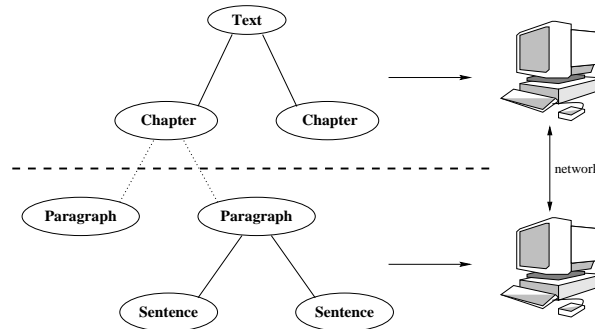 Text
Chapter Chapter
network
Paragraph Paragraph
Sentence Sentence